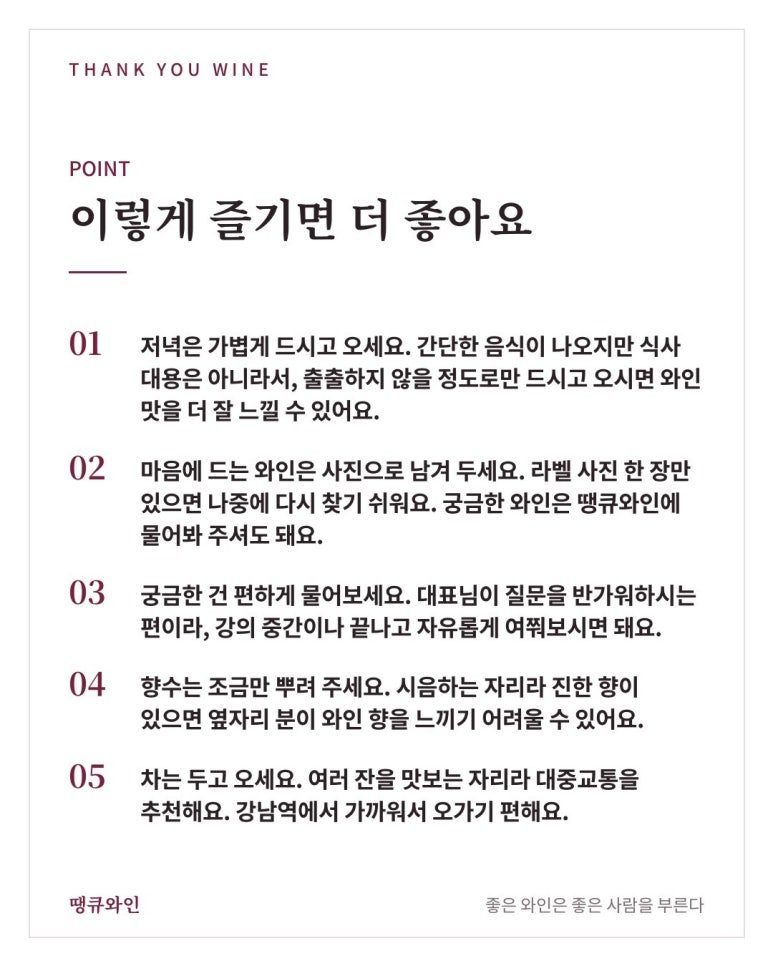 THANK YOU WINE
POINT
이렇게 즐기면 더 좋아요
01 저녁은 가볍게 드시고 오세요. 간단한 음식이 나오지만 식사
대용은 아니라서, 출출하지 않을 정도로만 드시고 오시면 와인
맛을 더 잘 느낄 수 있어요.
02 마음에 드는 와인은 사진으로 남겨 두세요. 라벨 사진 한 장만
있으면 나중에 다시 찾기 쉬워요. 궁금한 와인은 땡큐와인에
물어봐 주셔도 돼요.
03 궁금한 건 편하게 물어보세요. 대표님이 질문을 반가워하시는
편이라, 강의 중간이나 끝나고 자유롭게 여쭤보시면 돼요.
04 향수는 조금만 뿌려 주세요. 시음하는 자리라 진한 향이
있으면 옆자리 분이 와인 향을 느끼기 어려울 수 있어요.
05 차는 두고 오세요. 여러 잔을 맛보는 자리라 대중교통을
추천해요. 강남역에서 가까워서 오가기 편해요.
땡큐와인
좋은 와인은 좋은 사람을 부른다